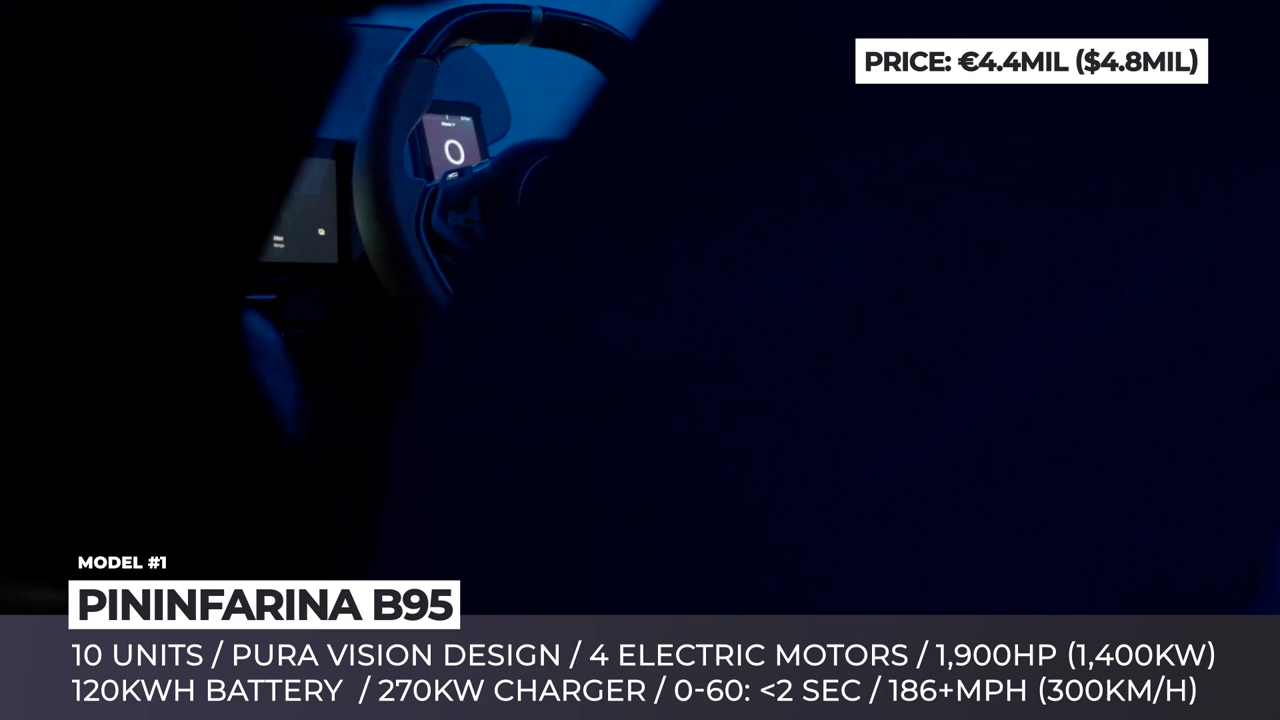 PRICE: €4.4MIL ($4.8MIL)
MODEL #1
PININFARINA B95
10 UNITS / PURA VISION DESIGN / 4 ELECTRIC MOTORS / 1,900HP (1,400KW)
120KWH BATTERY / 270KW CHARGER / 0-60: <2 SEC / 186+MPH (300KM/H)